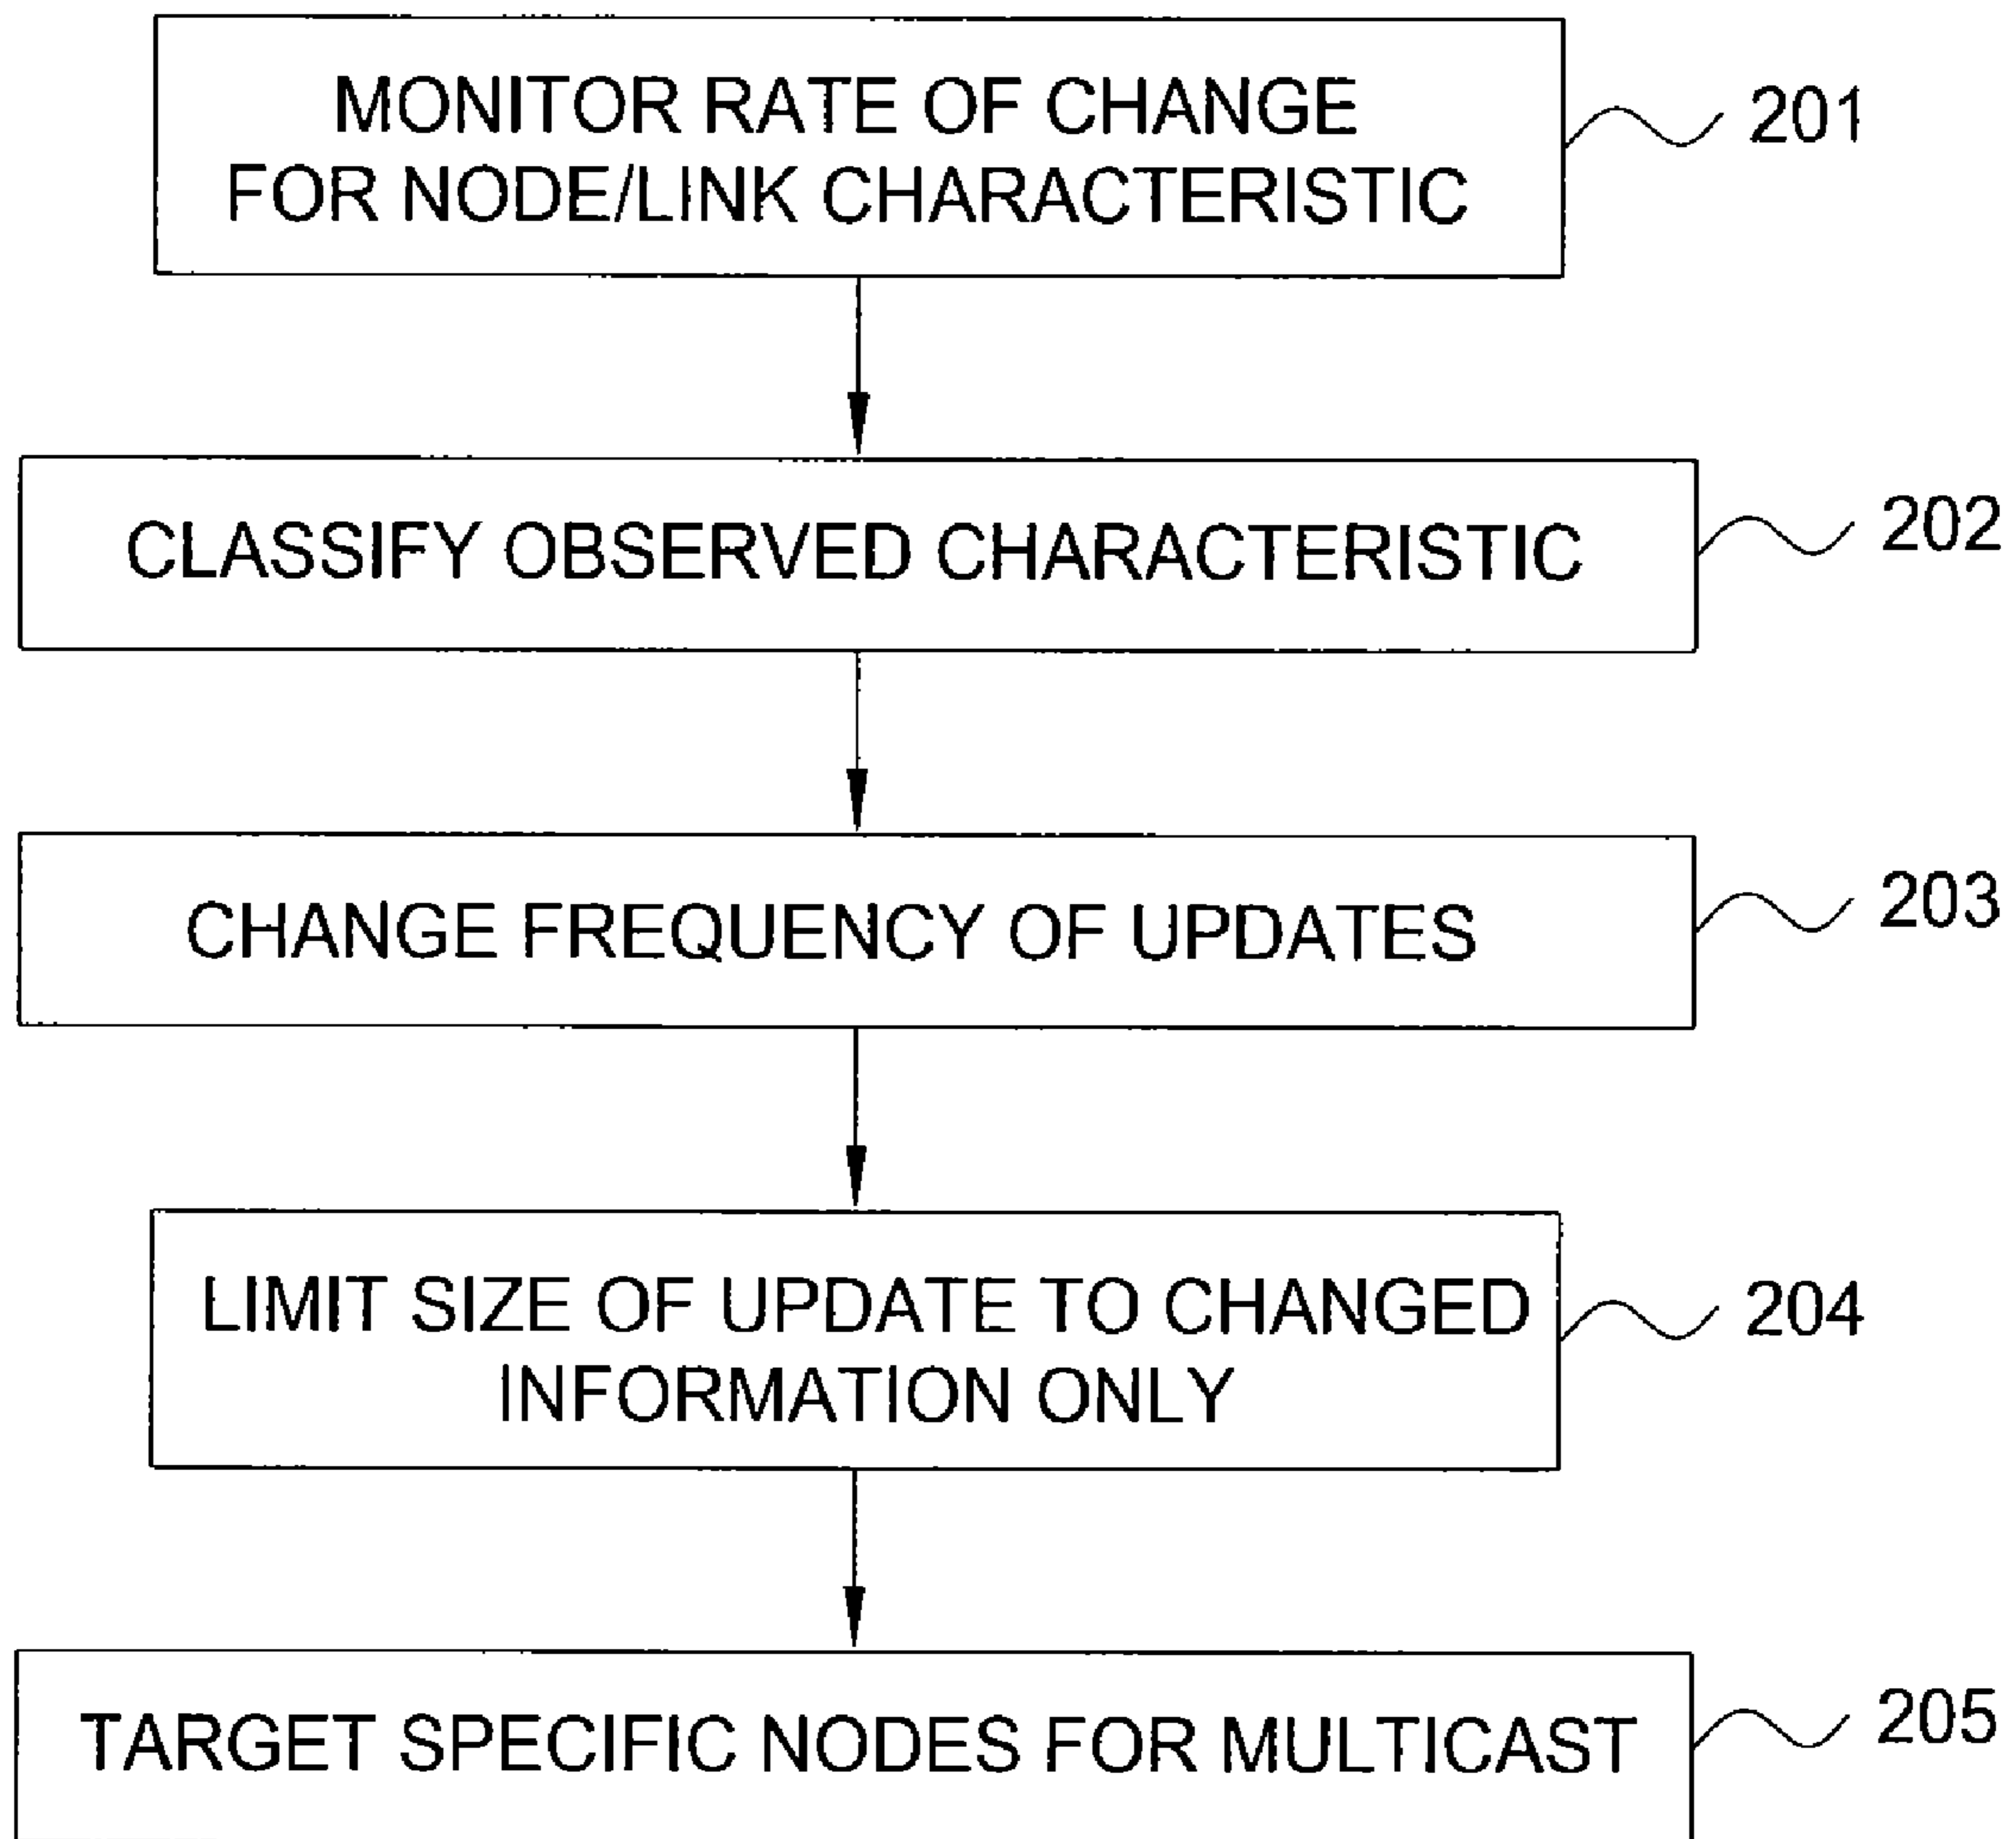 MONITOR RATE OF CHANGE
FOR NODE/LINK CHARACTERISTIC
201
CLASSIFY OBSERVED CHARACTERISTIC
202
CHANGE FREQUENCY OF UPDATES
203
LIMIT SIZE OF UPDATE TO CHANGED
INFORMATION ONLY
204
TARGET SPECIFIC NODES FOR MULTICAST
205